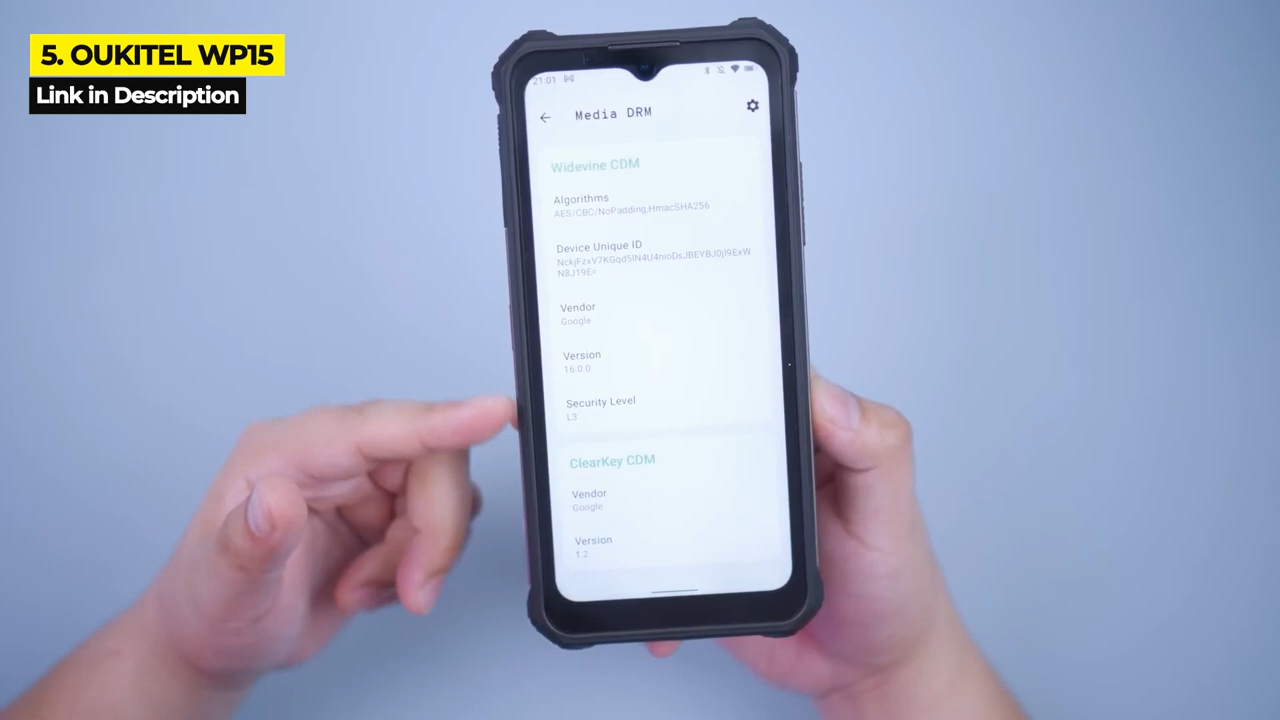 5. OUKITEL WP15
Link in Description
21:01
Media DRM
Widevine CDM
Algorithms
AES/CBC/NoPadding,HmacSHA256
Device Unique ID
N8J19E=
Vendor
Google
Version
16.0.0
Security Level
L3
ClearKey CDM
Vendor
Google
Version
1.2